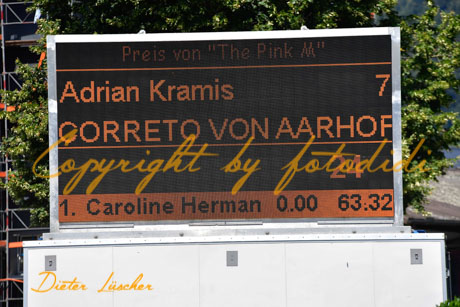 Preis von "The Pink M"
Adrian Kramis 7
CORRETO VON AARHOF
Copyright by fotodidi
1. Caroline Herman 0.00 63.32
Dieter Lüscher